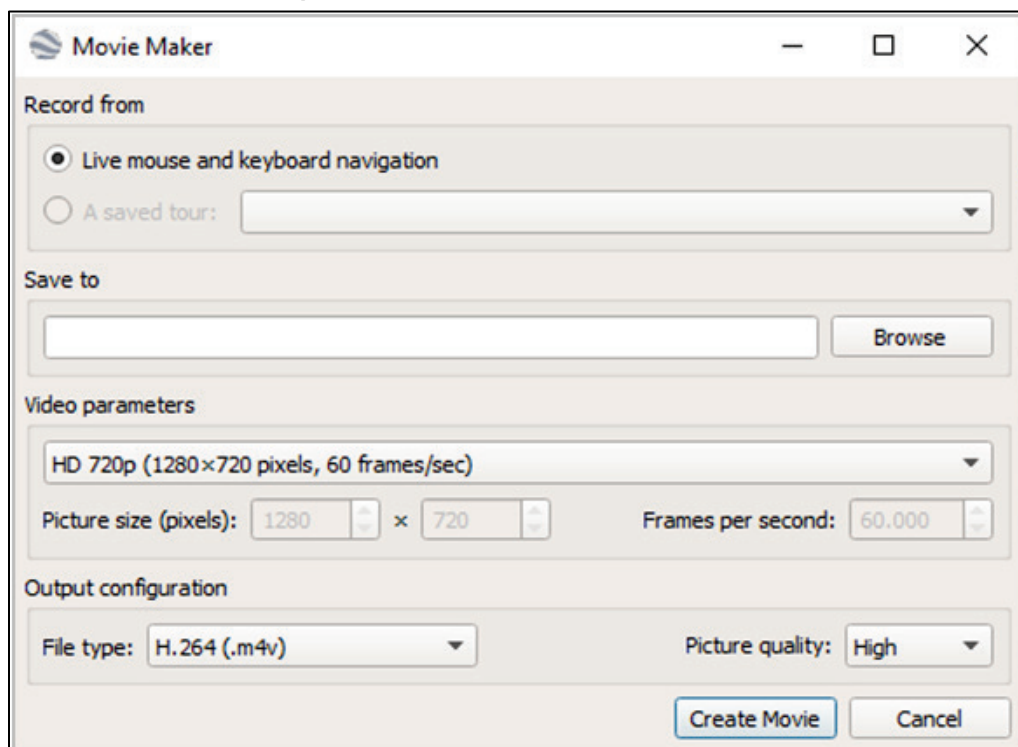 Movie Maker
Record from
Live mouse and keyboard navigation
A saved tour:
Save to
Browse
Video parameters
HD 720p (1280×720 pixels, 60 frames/sec)
Picture size (pixels): 1280 × 720 Frames per second: 60.000
Output configuration
File type: H.264 (.m4v) Picture quality: High
Create Movie Cancel